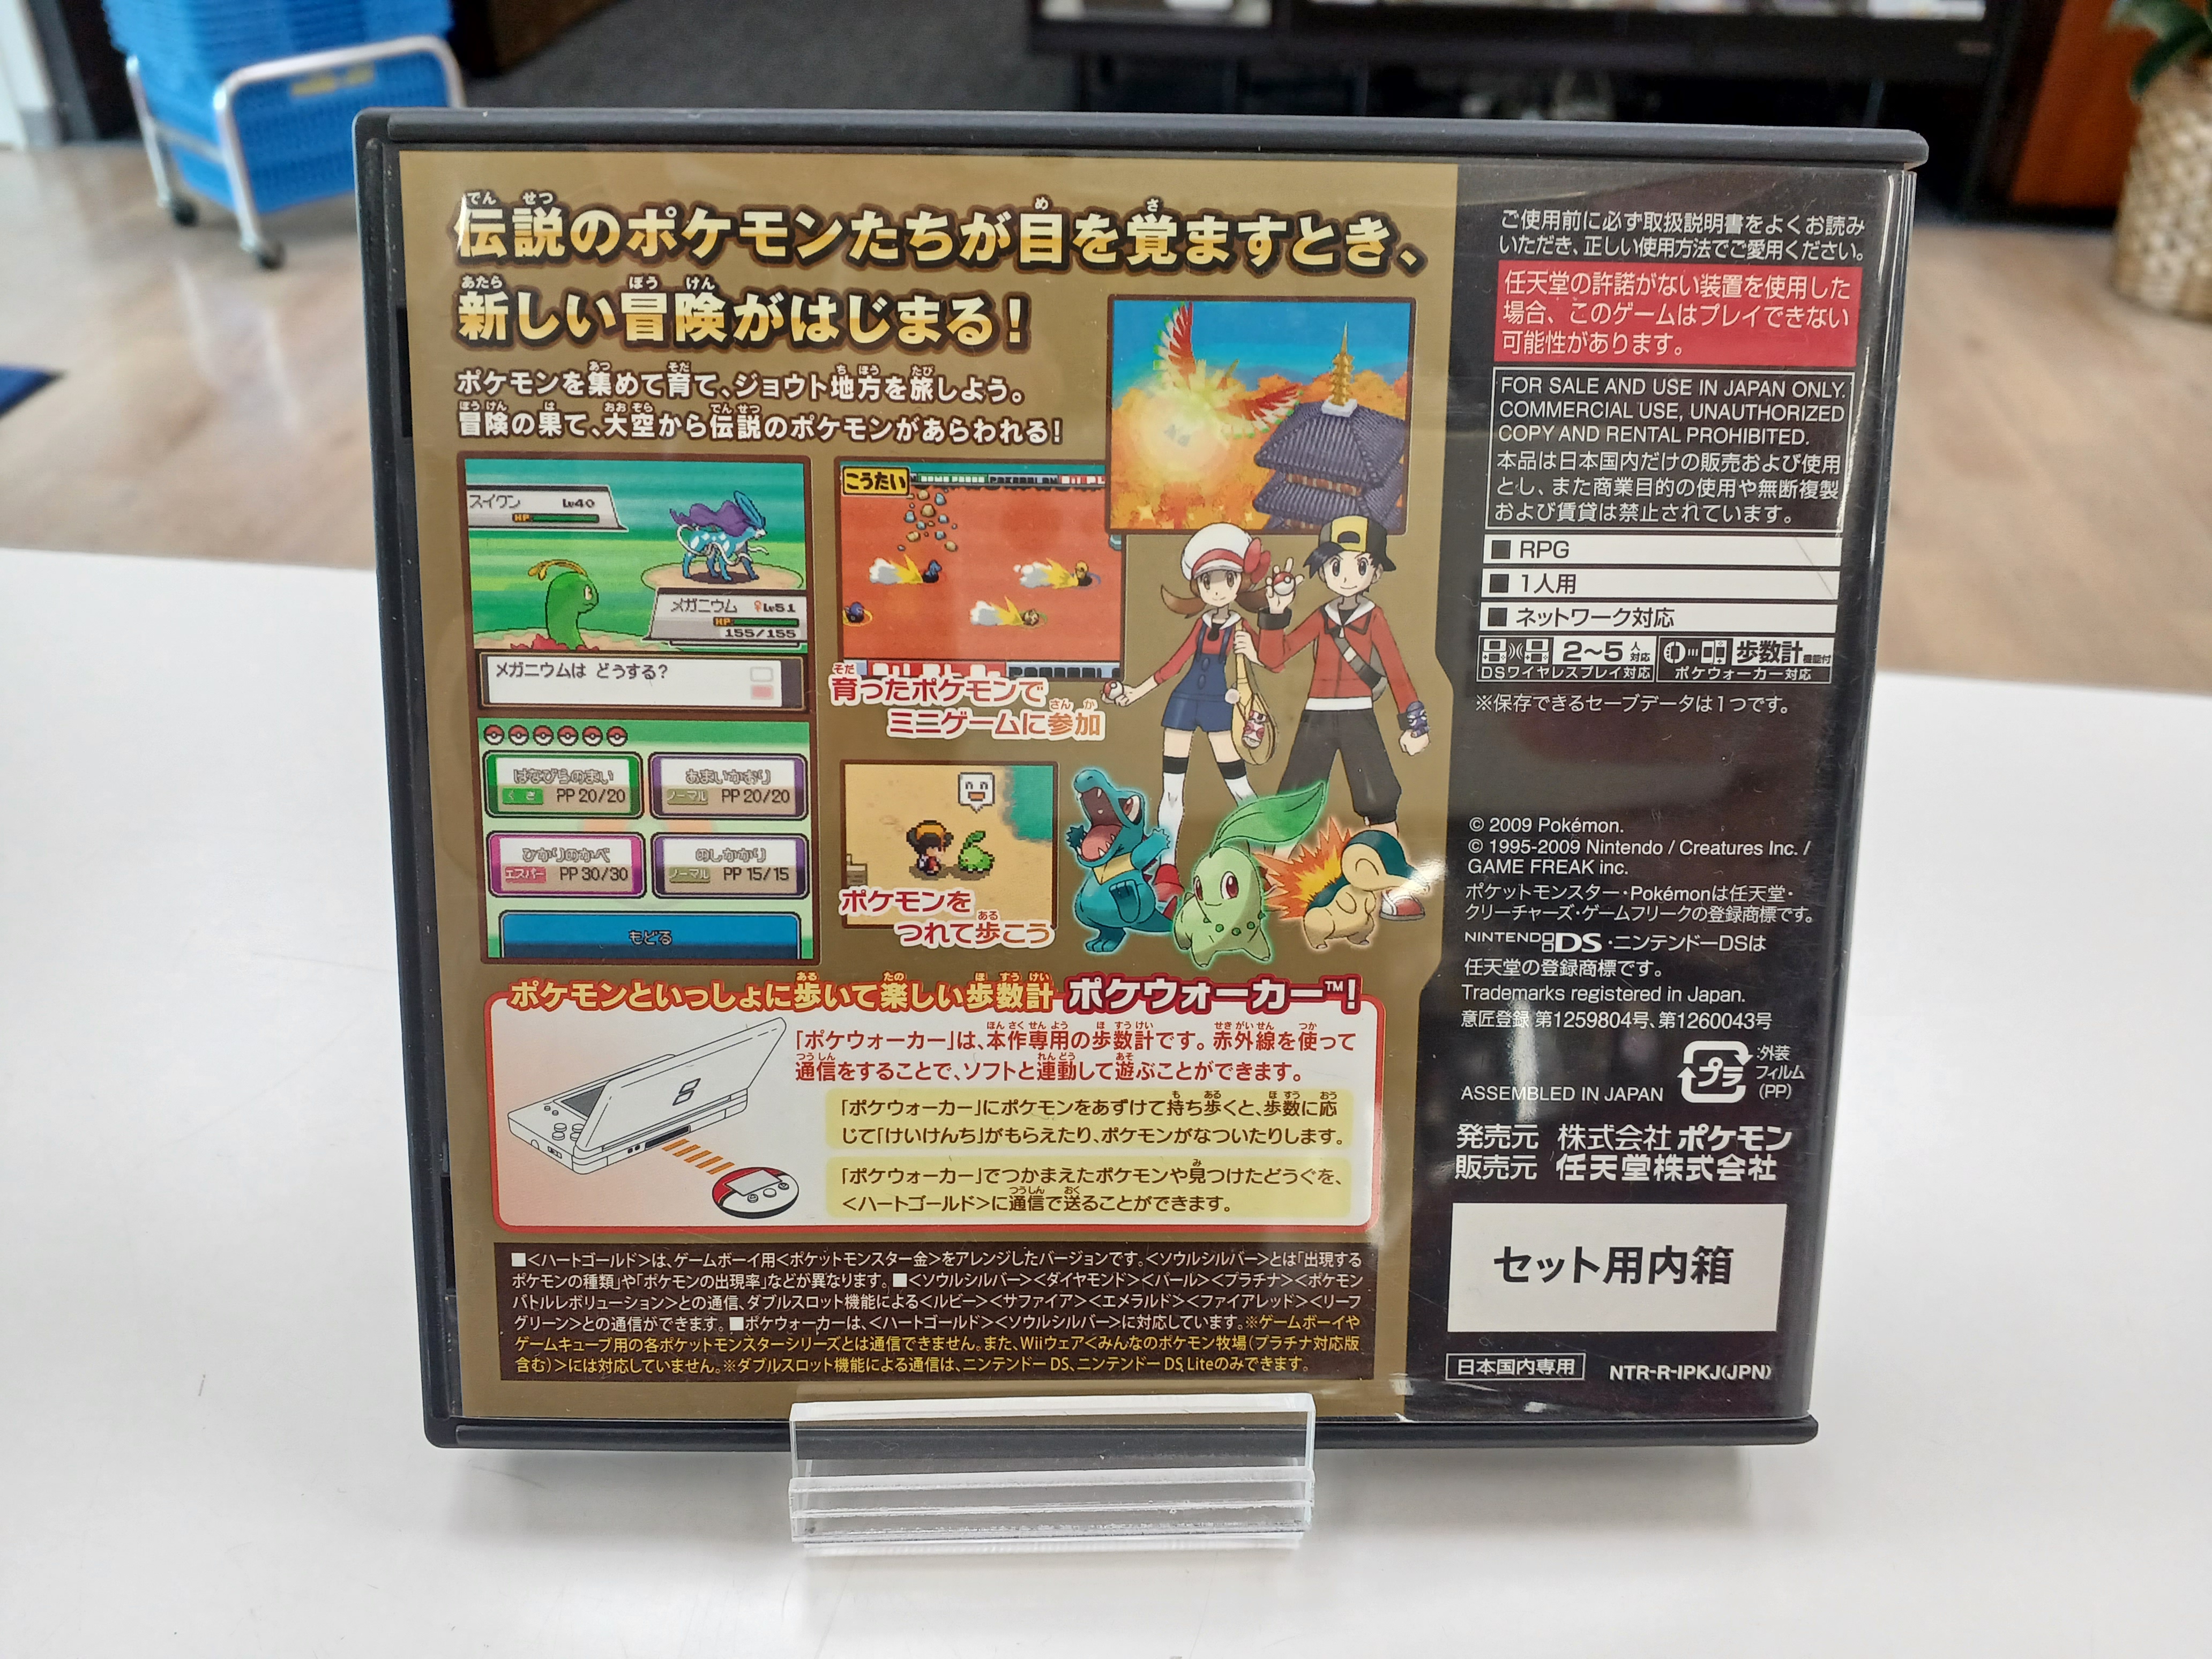 伝説のポケモンたちが目を覚ますとき、
新しい冒険がはじまる!
ポケモンを集めて育て、ジョウト地方を旅しよう。
冒険の果て、大空から伝説のポケモンがあらわれる!
スイクン Lv40
HP
メガニウム ♀Lv51
HP
155/155
メガニウムは どうする?
はなびらのまい
くさ PP 20/20
あまいかおり
ノーマル PP 20/20
ひかりのかべ
エスパー PP 30/30
のしかかり
ノーマル PP 15/15
もどる
こうたい
育ったポケモンで
ミニゲームに参加
ポケモンを
つれて歩こう
ポケモンといっしょに歩いて楽しい歩数計 ポケウォーカー™!
「ポケウォーカー」は、本作専用の歩数計です。赤外線を使って
通信をすることで、ソフトと連動して遊ぶことができます。
「ポケウォーカー」にポケモンをあずけて持ち歩くと、歩数に応
じて「けいけんち」がもらえたり、ポケモンがなついたりします。
「ポケウォーカー」でつかまえたポケモンや見つけたどうぐを、
<ハートゴールド>に通信で送ることができます。
■<ハートゴールド>は、ゲームボーイ用<ポケットモンスター金>をアレンジしたバージョンです。<ソウルシルバー>とは「出現する
ポケモンの種類」や「ポケモンの出現率」などが異なります。■<ソウルシルバー><ダイヤモンド><パール><プラチナ><ポケモン
バトルレボリューション>との通信、ダブルスロット機能による<ルビー><サファイア><エメラルド><ファイアレッド><リーフ
グリーン>との通信ができます。■ポケウォーカーは、<ハートゴールド><ソウルシルバー>に対応しています。※ゲームボーイや
ゲームキューブ用の各ポケットモンスターシリーズとは通信できません。また、Wiiウェア<みんなのポケモン牧場(プラチナ対応版
含む)>には対応していません。※ダブルスロット機能による通信は、ニンテンドーDS、ニンテンドーDS Liteのみできます。
ご使用前に必ず取扱説明書をよくお読み
いただき、正しい使用方法でご愛用ください。
任天堂の許諾がない装置を使用した
場合、このゲームはプレイできない
可能性があります。
FOR SALE AND USE IN JAPAN ONLY.
COMMERCIAL USE, UNAUTHORIZED
COPY AND RENTAL PROHIBITED.
本品は日本国内だけの販売および使用
とし、また商業目的の使用や無断複製
および賃貸は禁止されています。
■ RPG
■ 1人用
■ ネットワーク対応
2~5人対応
DSワイヤレスプレイ対応
歩数計機能付
ポケウォーカー対応
※保存できるセーブデータは1つです。
© 2009 Pokémon.
© 1995-2009 Nintendo / Creatures Inc. /
GAME FREAK inc.
ポケットモンスター・Pokémonは任天堂・
クリーチャーズ・ゲームフリークの登録商標です。
NINTENDO DS・ニンテンドーDSは
任天堂の登録商標です。
Trademarks registered in Japan.
意匠登録 第1259804号、第1260043号
ASSEMBLED IN JAPAN
プラ
:外装
フィルム
(PP)
発売元 株式会社ポケモン
販売元 任天堂株式会社
セット用内箱
日本国内専用 NTR-R-IPKJ(JPN)